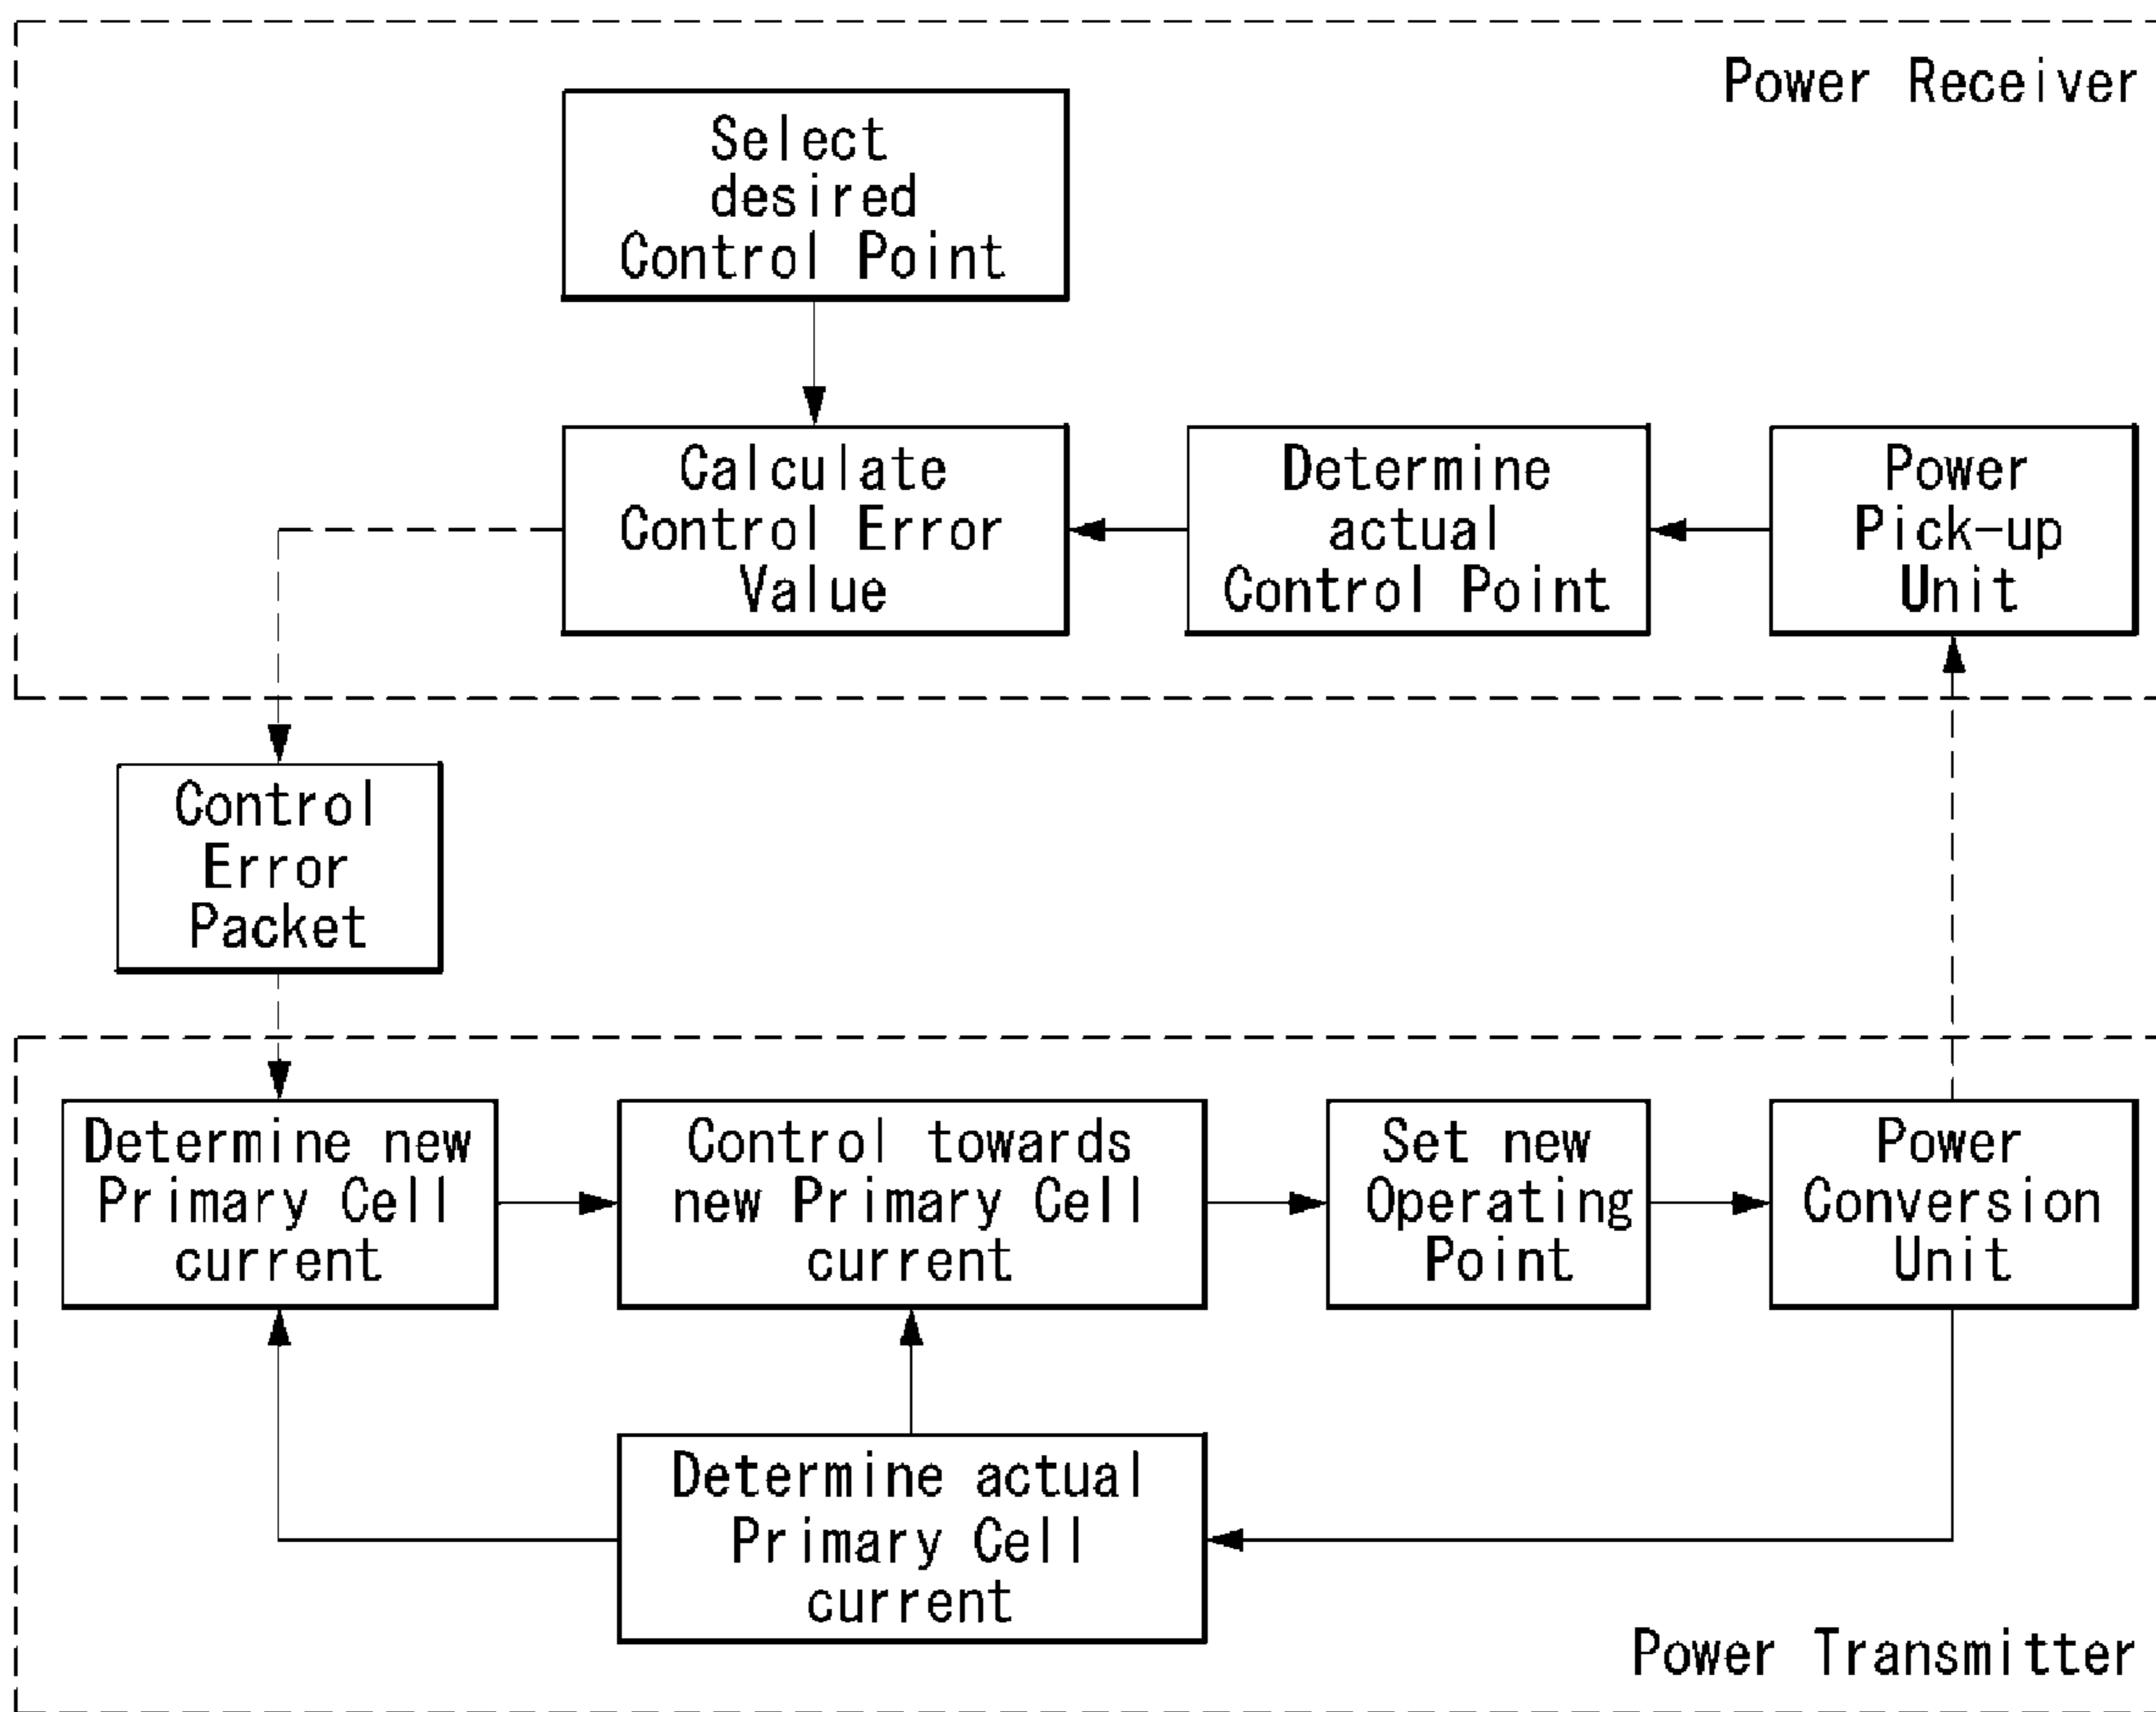 Power Receiver
Select
desired
Control Point
Calculate
Control Error
Value
Determine
actual
Control Point
Power
Pick-up
Unit
Control
Error
Packet
Determine new
Primary Cell
current
Control towards
new Primary Cell
current
Set new
Operating
Point
Power
Conversion
Unit
Determine actual
Primary Cell
current
Power Transmitter